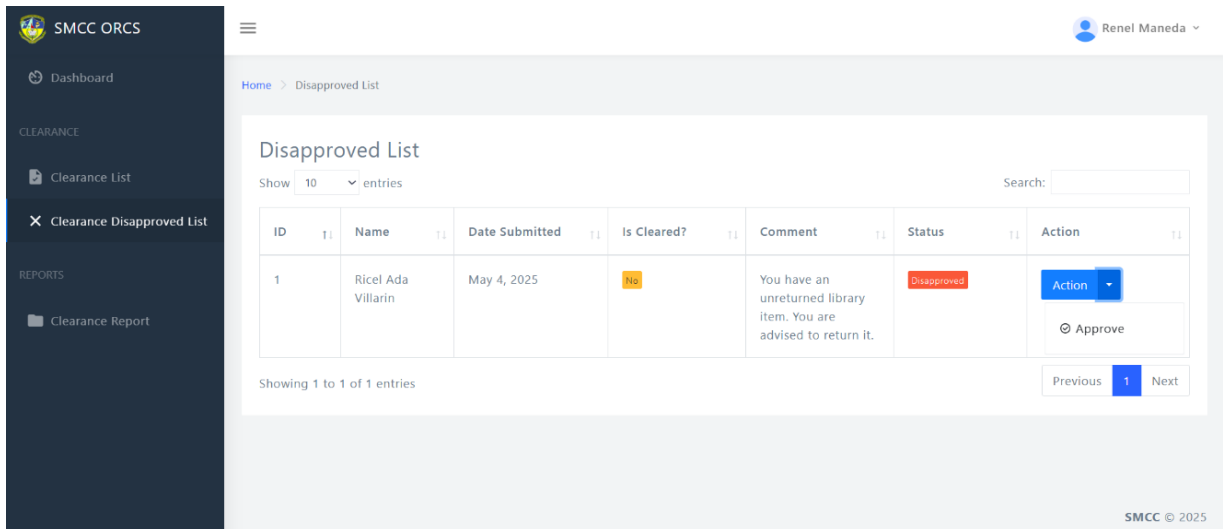 SMCC ORCS
Renel Maneda
Dashboard
Home > Disapproved List
CLEARANCE
Clearance List
Clearance Disapproved List
REPORTS
Clearance Report
Disapproved List
Show 10 entries
Search:
ID Name Date Submitted Is Cleared? Comment Status Action
1 Ricel Ada May 4, 2025 No You have an Disapproved Action
Villarin unreturned library
item. You are Approve
advised to return it.
Showing 1 to 1 of 1 entries
Previous 1 Next
SMCC © 2025